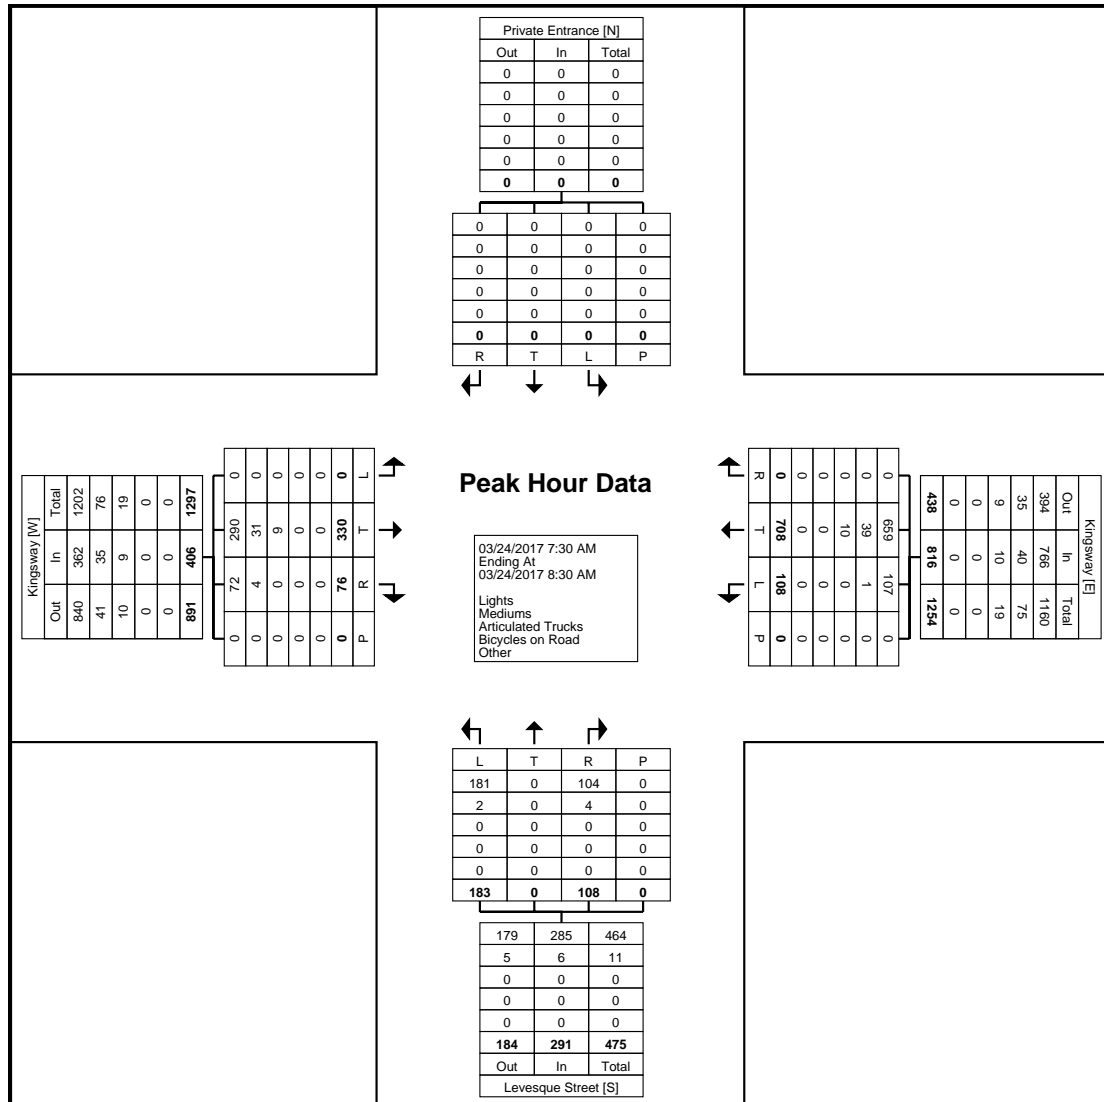 Private Entrance [N]
Out In Total
0 0 0
0 0 0
0 0 0
0 0 0
0 0 0
0 0 0
0 0 0 0
0 0 0 0
0 0 0 0
0 0 0 0
0 0 0 0
0 0 0 0
R T L P
Kingsway [W]
Total 1202 76 19 0 0 1297
In 362 35 9 0 0 406
Out 840 41 10 0 0 891
0 0 0 0 0 0 L
290 31 9 0 0 330 T
72 4 0 0 0 76 R
0 0 0 0 0 0 P
Peak Hour Data
03/24/2017 7:30 AM
Ending At
03/24/2017 8:30 AM
Lights
Mediums
Articulated Trucks
Bicycles on Road
Other
R 0 0 0 0 0 0
T 708 0 0 10 39 659
L 108 0 0 0 1 107
P 0 0 0 0 0 0
Kingsway [E]
Out In Total
394 766 1160
35 40 75
9 10 19
0 0 0
0 0 0
438 816 1254
L T R P
181 0 104 0
2 0 4 0
0 0 0 0
0 0 0 0
0 0 0 0
183 0 108 0
179 285 464
5 6 11
0 0 0
0 0 0
0 0 0
184 291 475
Out In Total
Levesque Street [S]